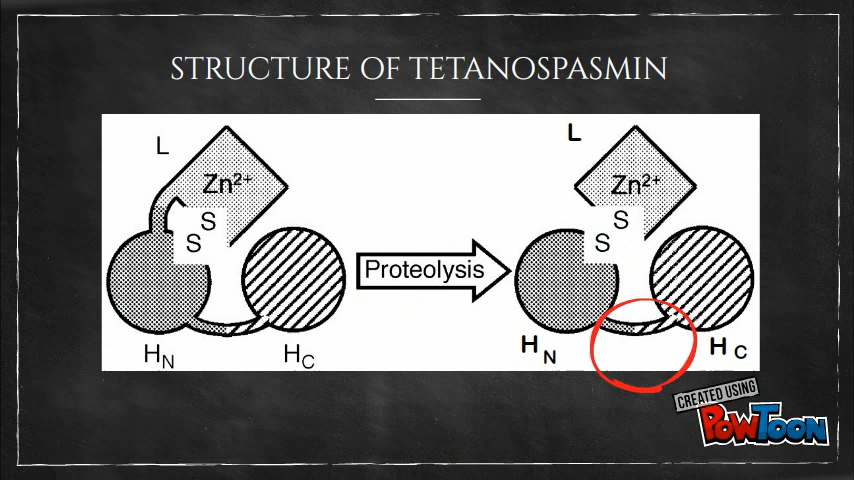 STRUCTURE OF TETANOSPASMIN
L
Zn²⁺
S
S
H_N
H_C
Proteolysis
L
Zn²⁺
S
S
H_N
H_C
CREATED USING
POWTOON